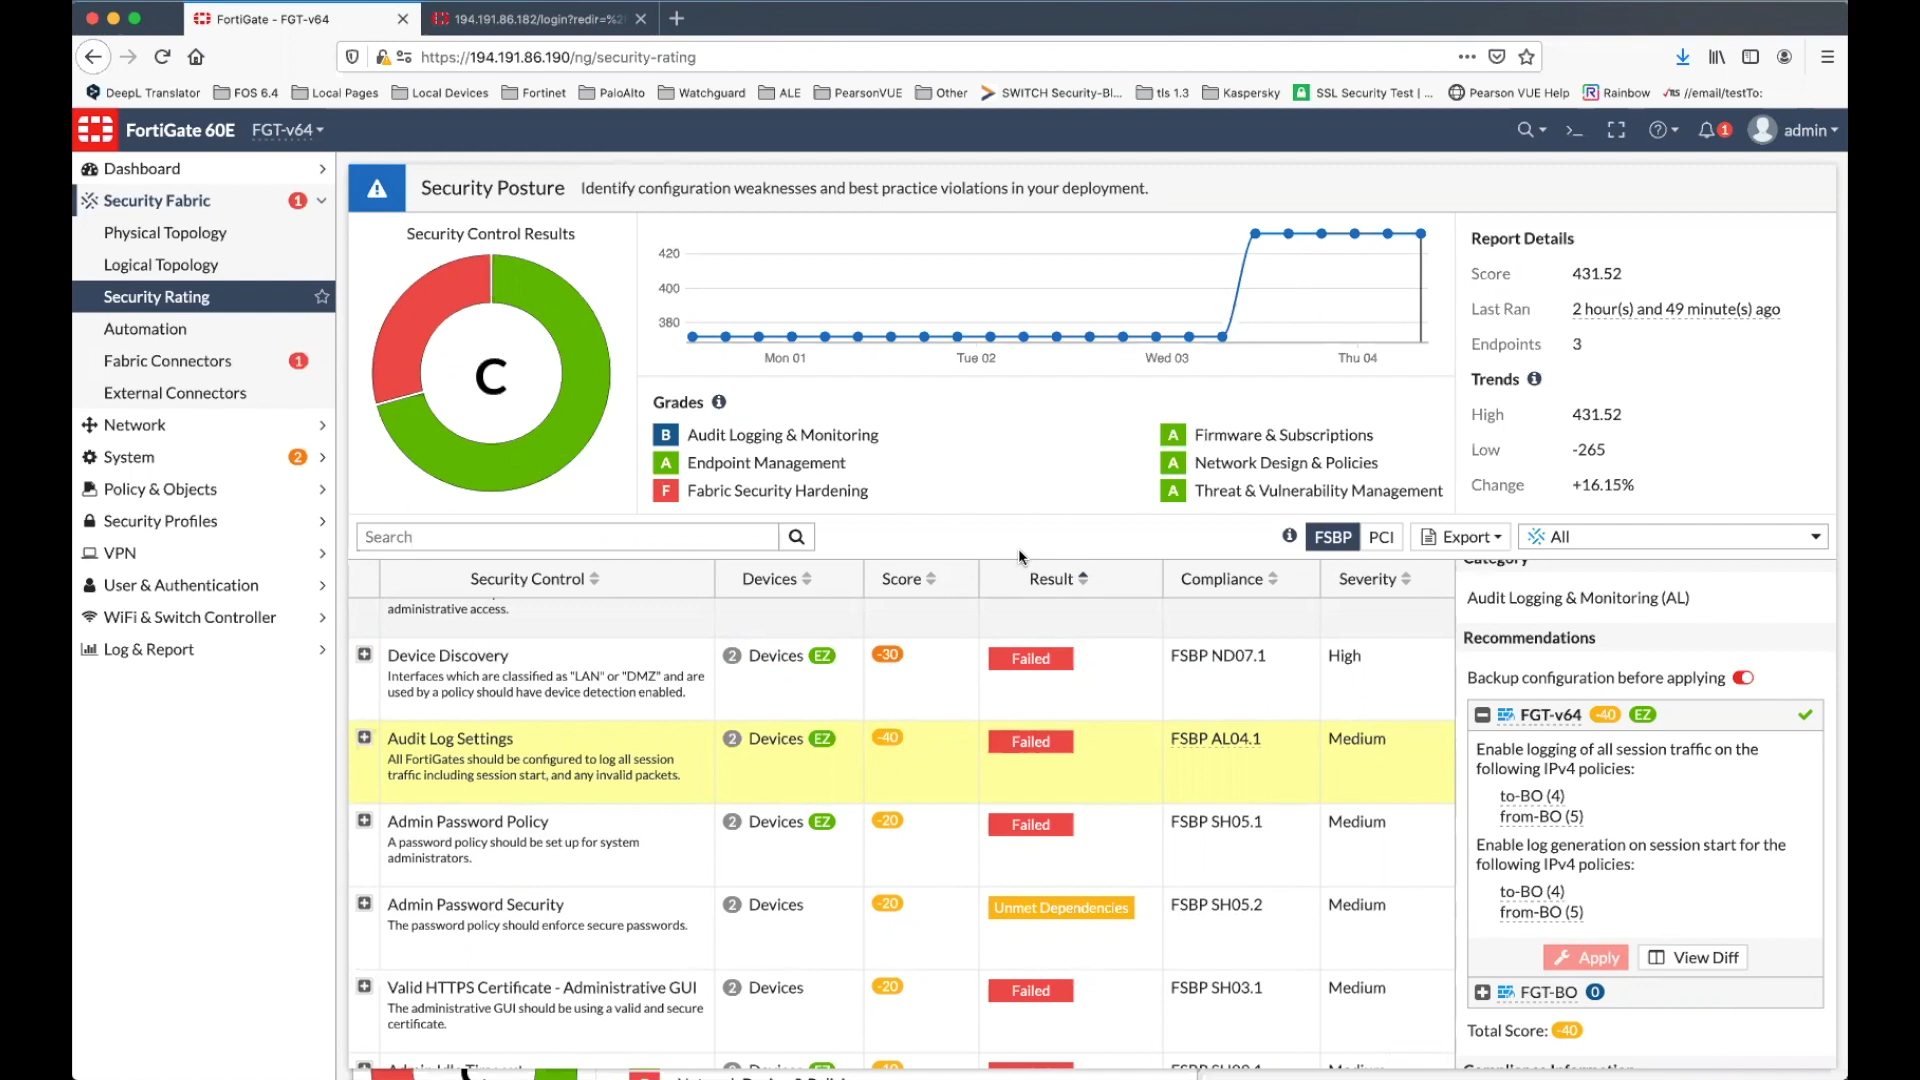 FortiGate - FGT-v64
194.191.86.182/login?redir=%2
https://194.191.86.190/ng/security-rating
DeepL Translator
FOS 6.4
Local Pages
Local Devices
Fortinet
PaloAlto
Watchguard
ALE
PearsonVUE
Other
SWITCH Security-Bl...
tls 1.3
Kaspersky
SSL Security Test | ...
Pearson VUE Help
Rainbow
//email/testTo:
FortiGate 60E
FGT-v64
1
admin
Dashboard
Security Fabric 1
Physical Topology
Logical Topology
Security Rating
Automation
Fabric Connectors 1
External Connectors
Network
System 2
Policy & Objects
Security Profiles
VPN
User & Authentication
WiFi & Switch Controller
Log & Report
Security Posture Identify configuration weaknesses and best practice violations in your deployment.
Security Control Results
C
420
400
380
Mon 01 Tue 02 Wed 03 Thu 04
Grades
B Audit Logging & Monitoring
A Endpoint Management
F Fabric Security Hardening
A Firmware & Subscriptions
A Network Design & Policies
A Threat & Vulnerability Management
Report Details
Score 431.52
Last Ran 2 hour(s) and 49 minute(s) ago
Endpoints 3
Trends
High 431.52
Low -265
Change +16.15%
Search
FSBP PCI Export All
Security Control Devices Score Result Compliance Severity
administrative access.
Device Discovery 2 Devices EZ -30 Failed FSBP ND07.1 High
Interfaces which are classified as "LAN" or "DMZ" and are
used by a policy should have device detection enabled.
Audit Log Settings 2 Devices EZ -40 Failed FSBP AL04.1 Medium
All FortiGates should be configured to log all session
traffic including session start, and any invalid packets.
Admin Password Policy 2 Devices EZ -20 Failed FSBP SH05.1 Medium
A password policy should be set up for system
administrators.
Admin Password Security 2 Devices -20 Unmet Dependencies FSBP SH05.2 Medium
The password policy should enforce secure passwords.
Valid HTTPS Certificate - Administrative GUI 2 Devices -20 Failed FSBP SH03.1 Medium
The administrative GUI should be using a valid and secure
certificate.
Category
Audit Logging & Monitoring (AL)
Recommendations
Backup configuration before applying
FGT-v64 -40 EZ
Enable logging of all session traffic on the
following IPv4 policies:
to-BO (4)
from-BO (5)
Enable log generation on session start for the
following IPv4 policies:
to-BO (4)
from-BO (5)
Apply View Diff
FGT-BO 0
Total Score: -40